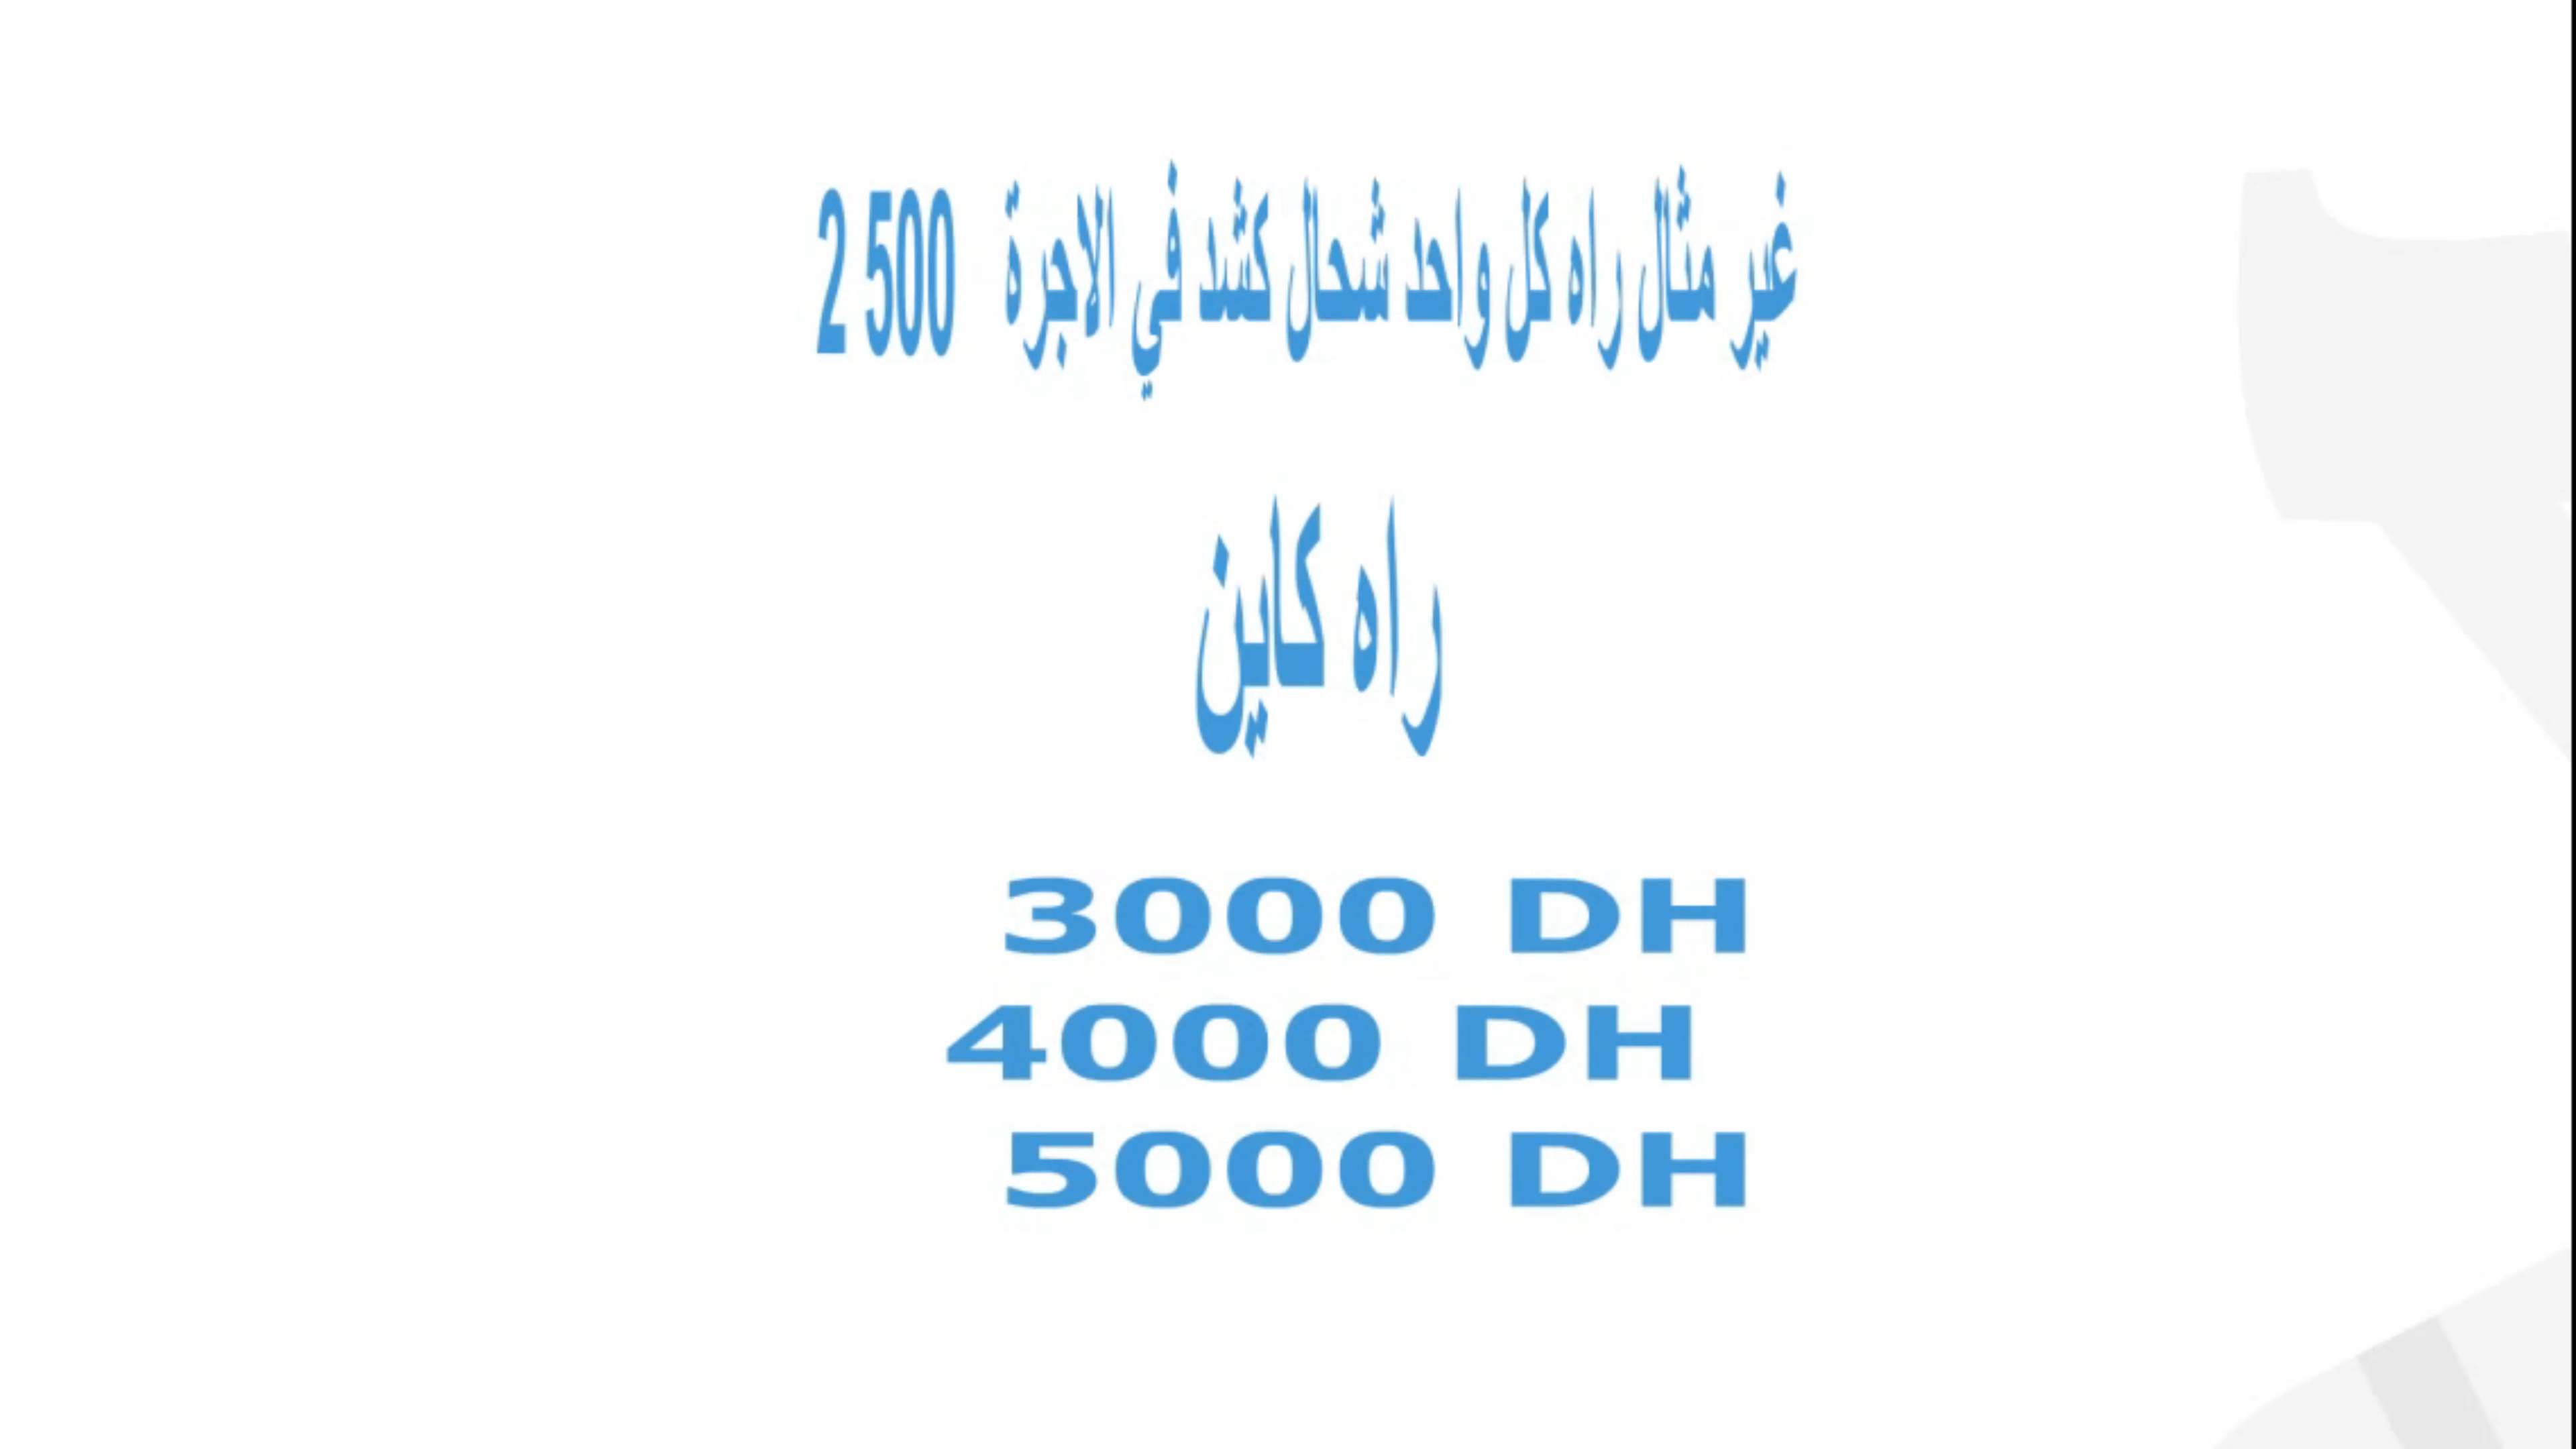 غير مثال راه كل واحد شحال كشد في الاجرة 2 500
راه كاين
3000 DH
4000 DH
5000 DH